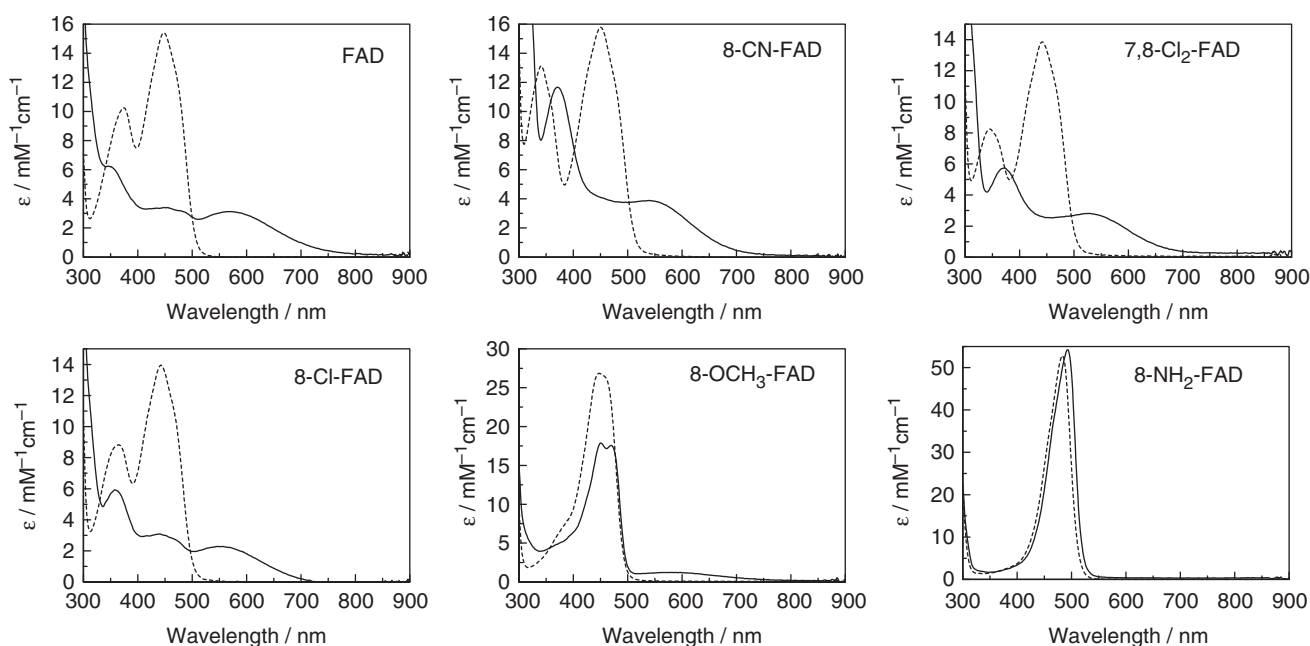 FAD
16
14
12
10
8
6
4
2
0
ε / mM⁻¹cm⁻¹
300 400 500 600 700 800 900
Wavelength / nm
8-CN-FAD
16
14
12
10
8
6
4
2
0
ε / mM⁻¹cm⁻¹
300 400 500 600 700 800 900
Wavelength / nm
7,8-Cl₂-FAD
14
12
10
8
6
4
2
0
ε / mM⁻¹cm⁻¹
300 400 500 600 700 800 900
Wavelength / nm
8-Cl-FAD
14
12
10
8
6
4
2
0
ε / mM⁻¹cm⁻¹
300 400 500 600 700 800 900
Wavelength / nm
8-OCH₃-FAD
30
25
20
15
10
5
0
ε / mM⁻¹cm⁻¹
300 400 500 600 700 800 900
Wavelength / nm
8-NH₂-FAD
50
40
30
20
10
0
ε / mM⁻¹cm⁻¹
300 400 500 600 700 800 900
Wavelength / nm